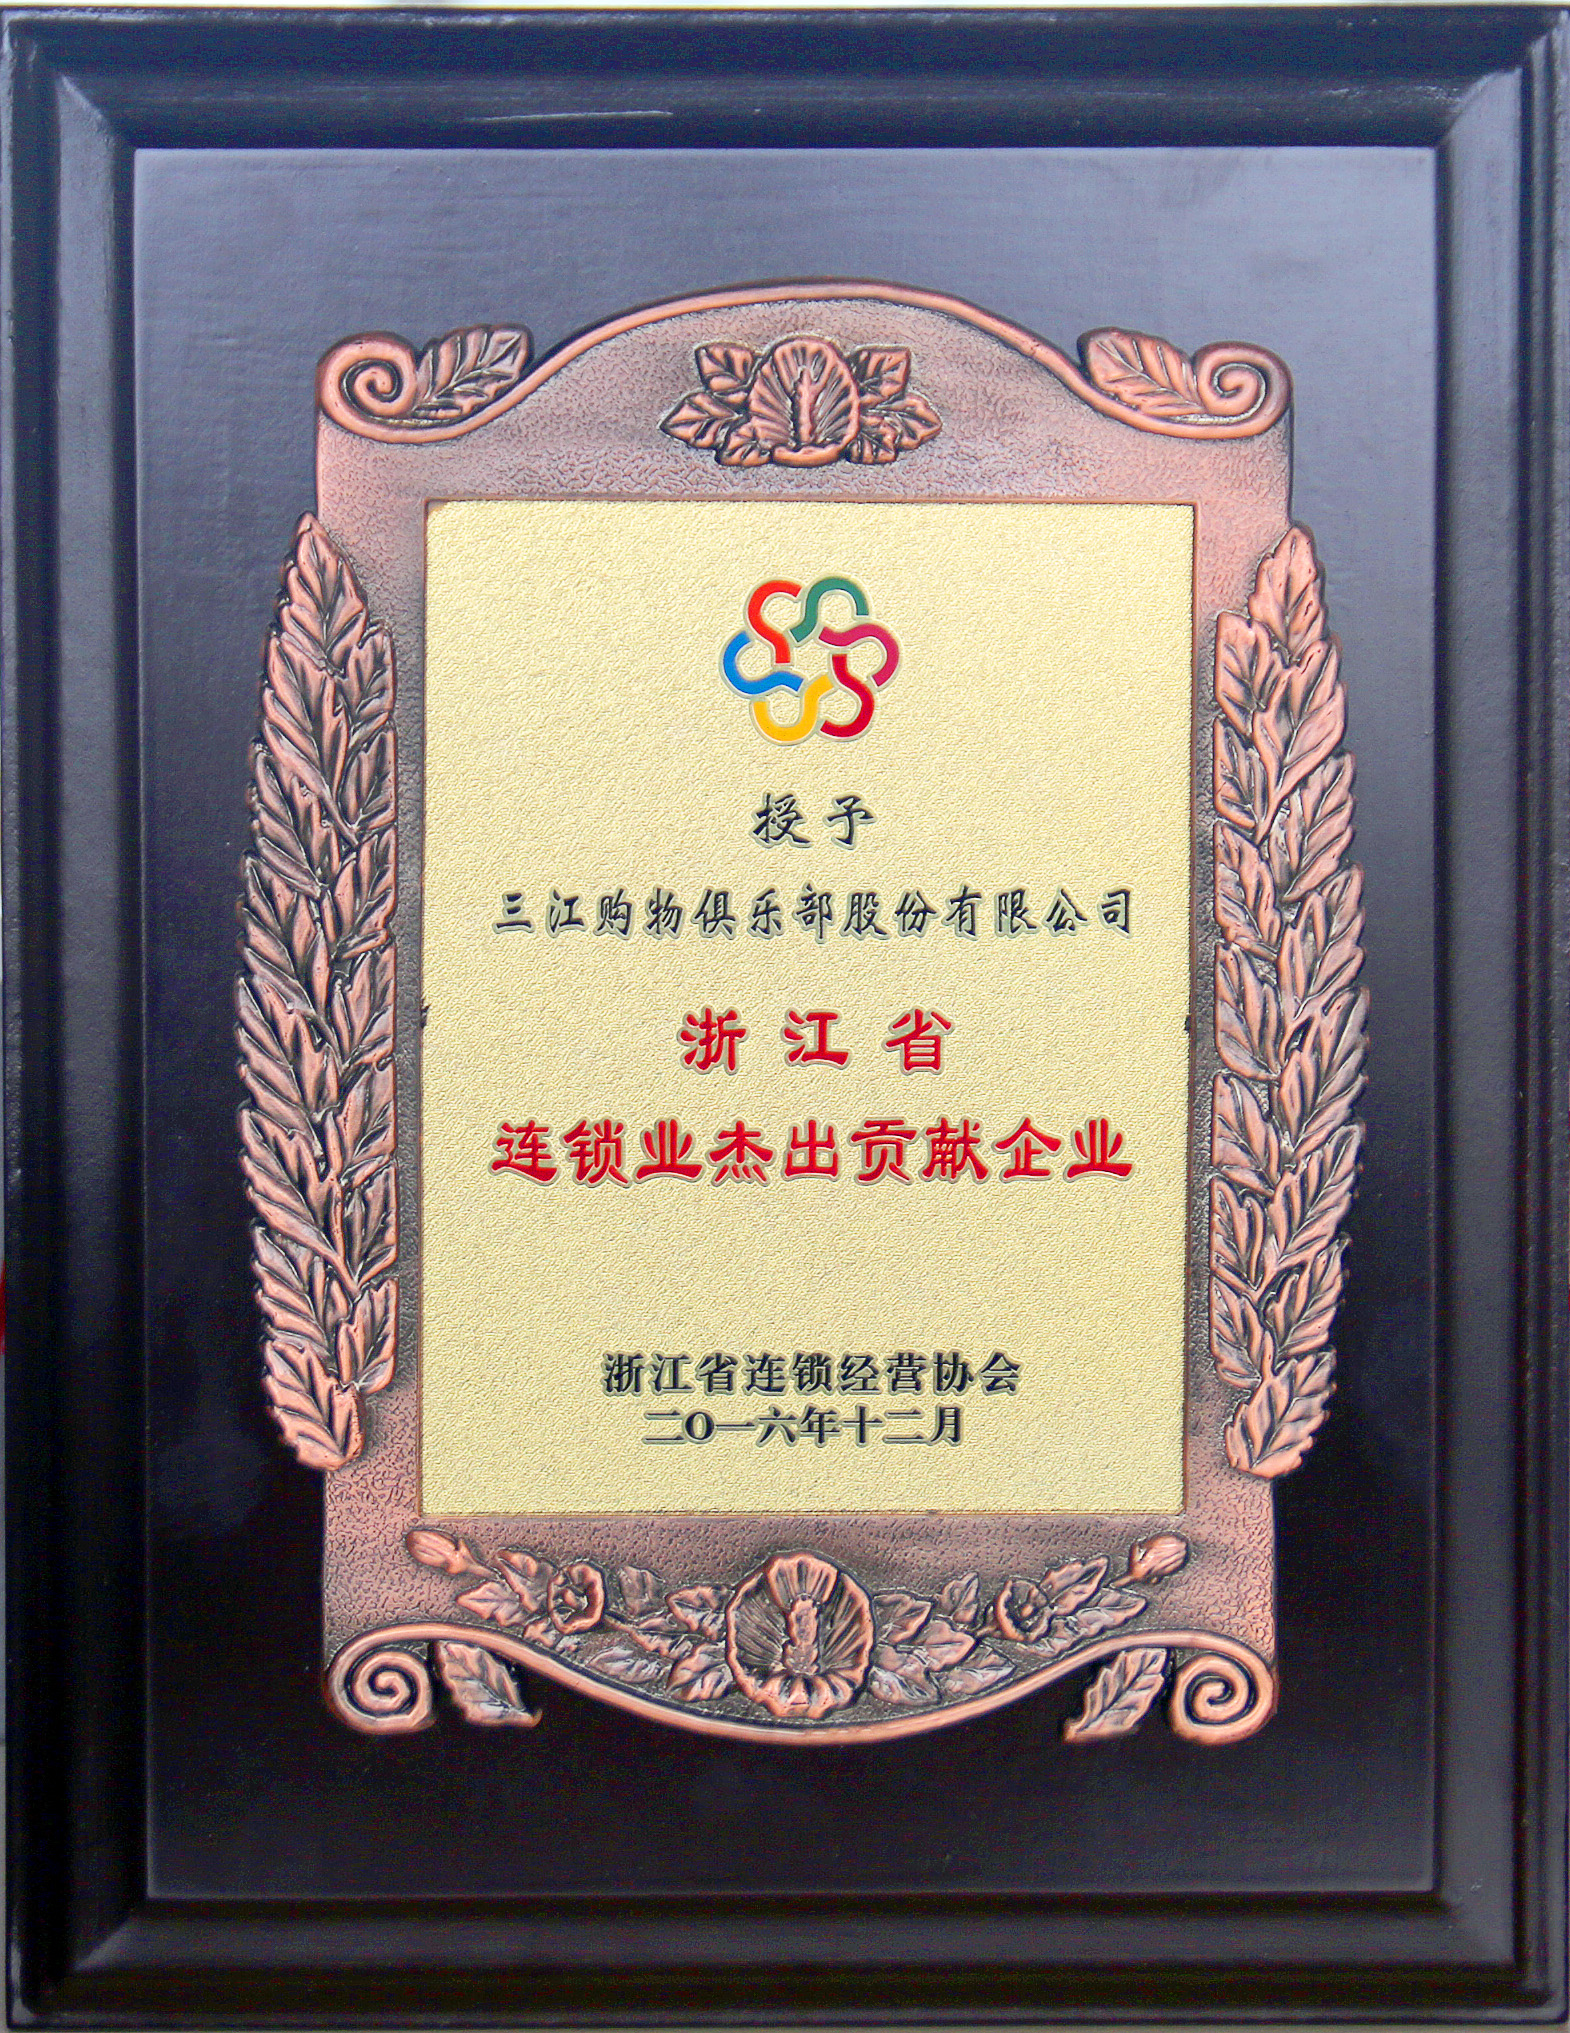 授予
三江购物俱乐部股份有限公司
浙江省
连锁业杰出贡献企业
浙江省连锁经营协会
二〇一六年十二月